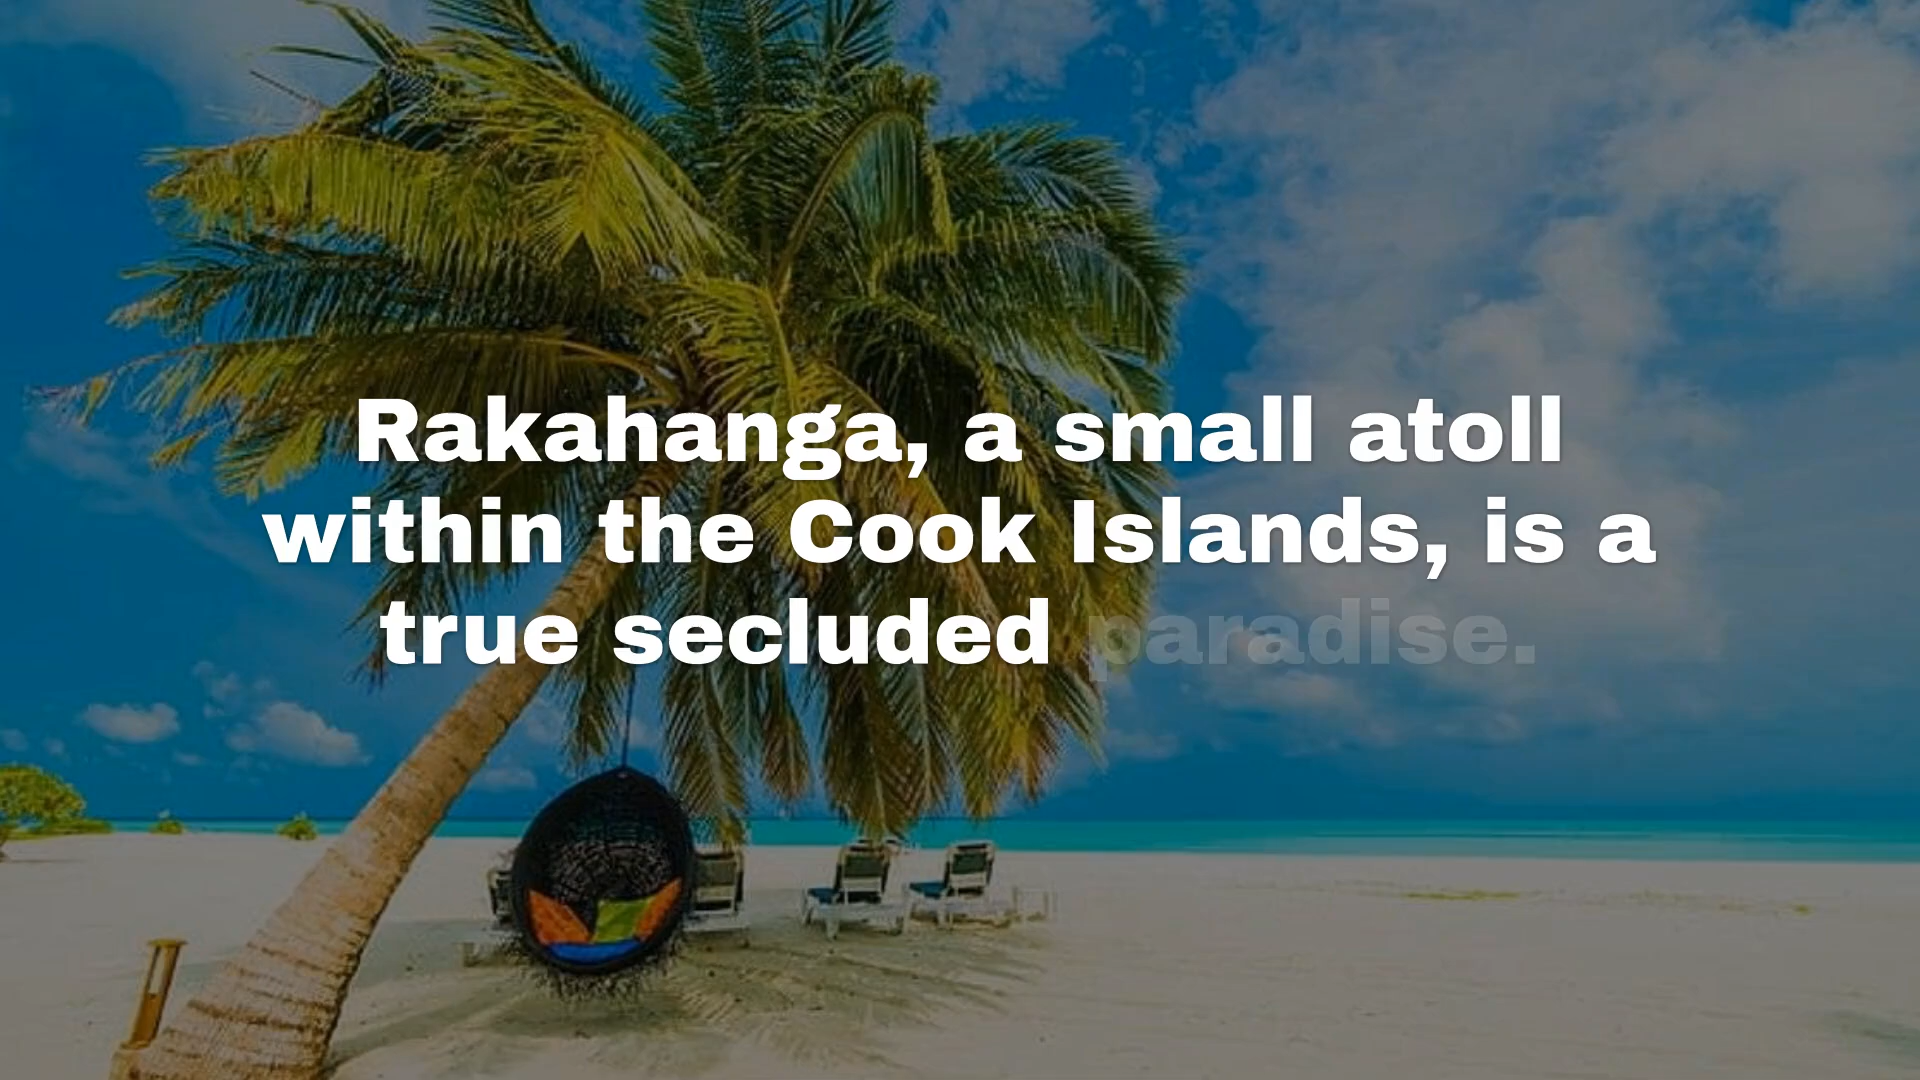 Rakahanga, a small atoll
within the Cook Islands, is a
true secluded paradise.